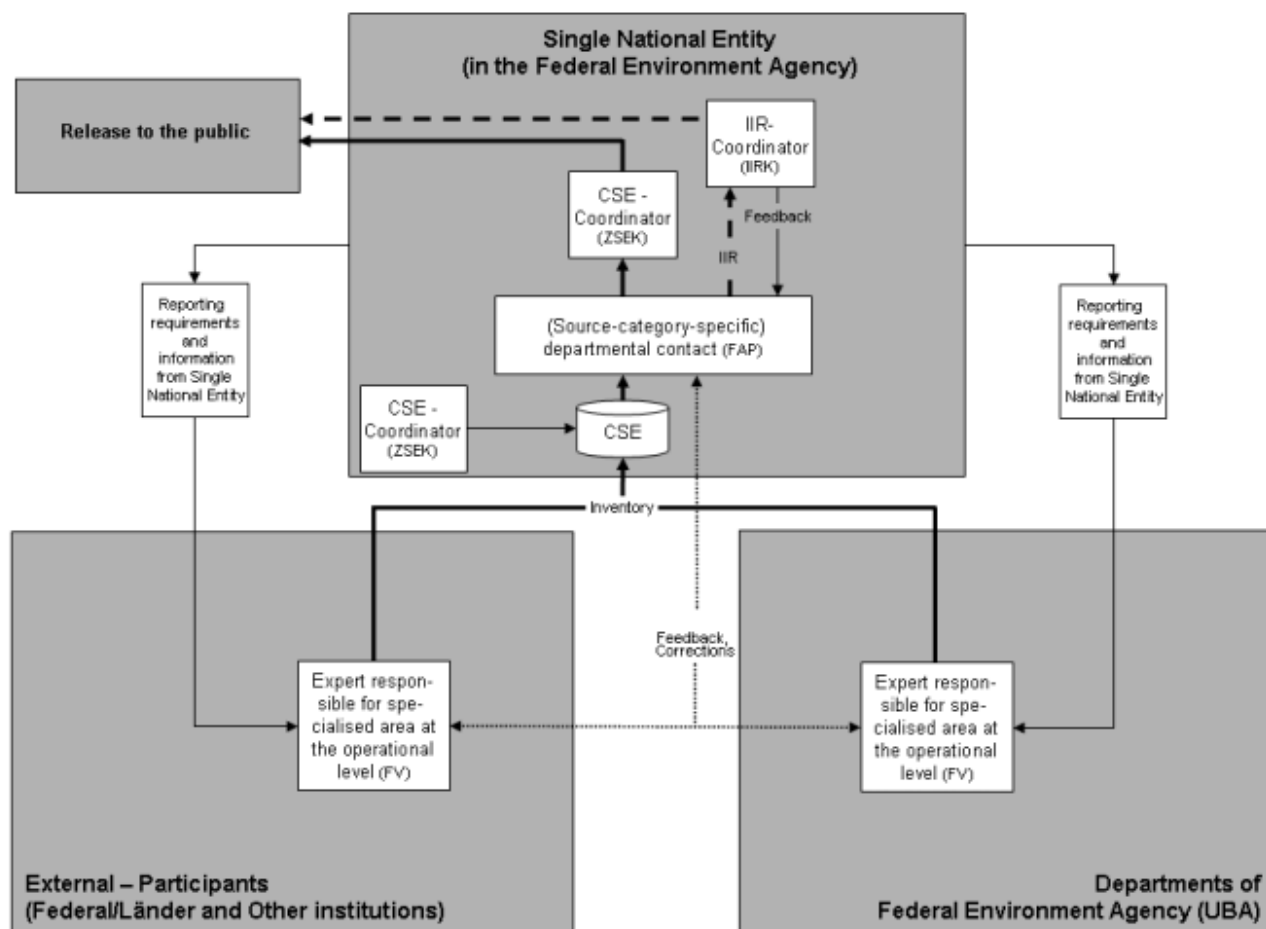 Single National Entity
(in the Federal Environment Agency)
Release to the public
IIR-
Coordinator
(IIRK)
CSE -
Coordinator
(ZSEK)
Feedback
IIR
Reporting
requirements
and
information
from Single
National Entity
Reporting
requirements
and
information
from Single
National Entity
(Source-category-specific)
departmental contact (FAP)
CSE -
Coordinator
(ZSEK)
CSE
Inventory
Feedback,
Corrections
Expert respon-
sible for spe-
cialised area at
the operational
level (FV)
Expert respon-
sible for spe-
cialised area at
the operational
level (FV)
External – Participants
(Federal/Länder and Other institutions)
Departments of
Federal Environment Agency (UBA)